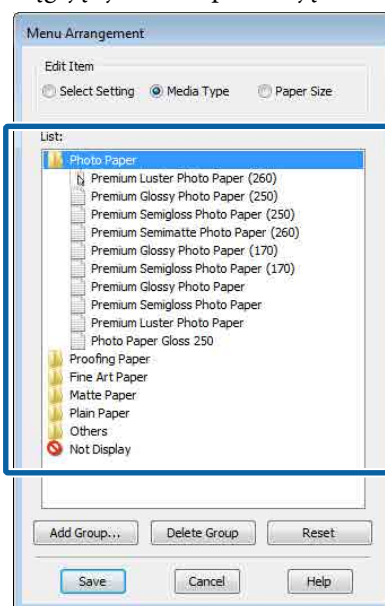 Menu Arrangement
Edit Item
Select Setting Media Type Paper Size
List:
Photo Paper
Premium Luster Photo Paper (260)
Premium Glossy Photo Paper (250)
Premium Semigloss Photo Paper (250)
Premium Semimatte Photo Paper (260)
Premium Glossy Photo Paper (170)
Premium Semigloss Photo Paper (170)
Premium Glossy Photo Paper
Premium Semigloss Photo Paper
Premium Luster Photo Paper
Photo Paper Gloss 250
Proofing Paper
Fine Art Paper
Matte Paper
Plain Paper
Others
Not Display
Add Group... Delete Group Reset
Save Cancel Help